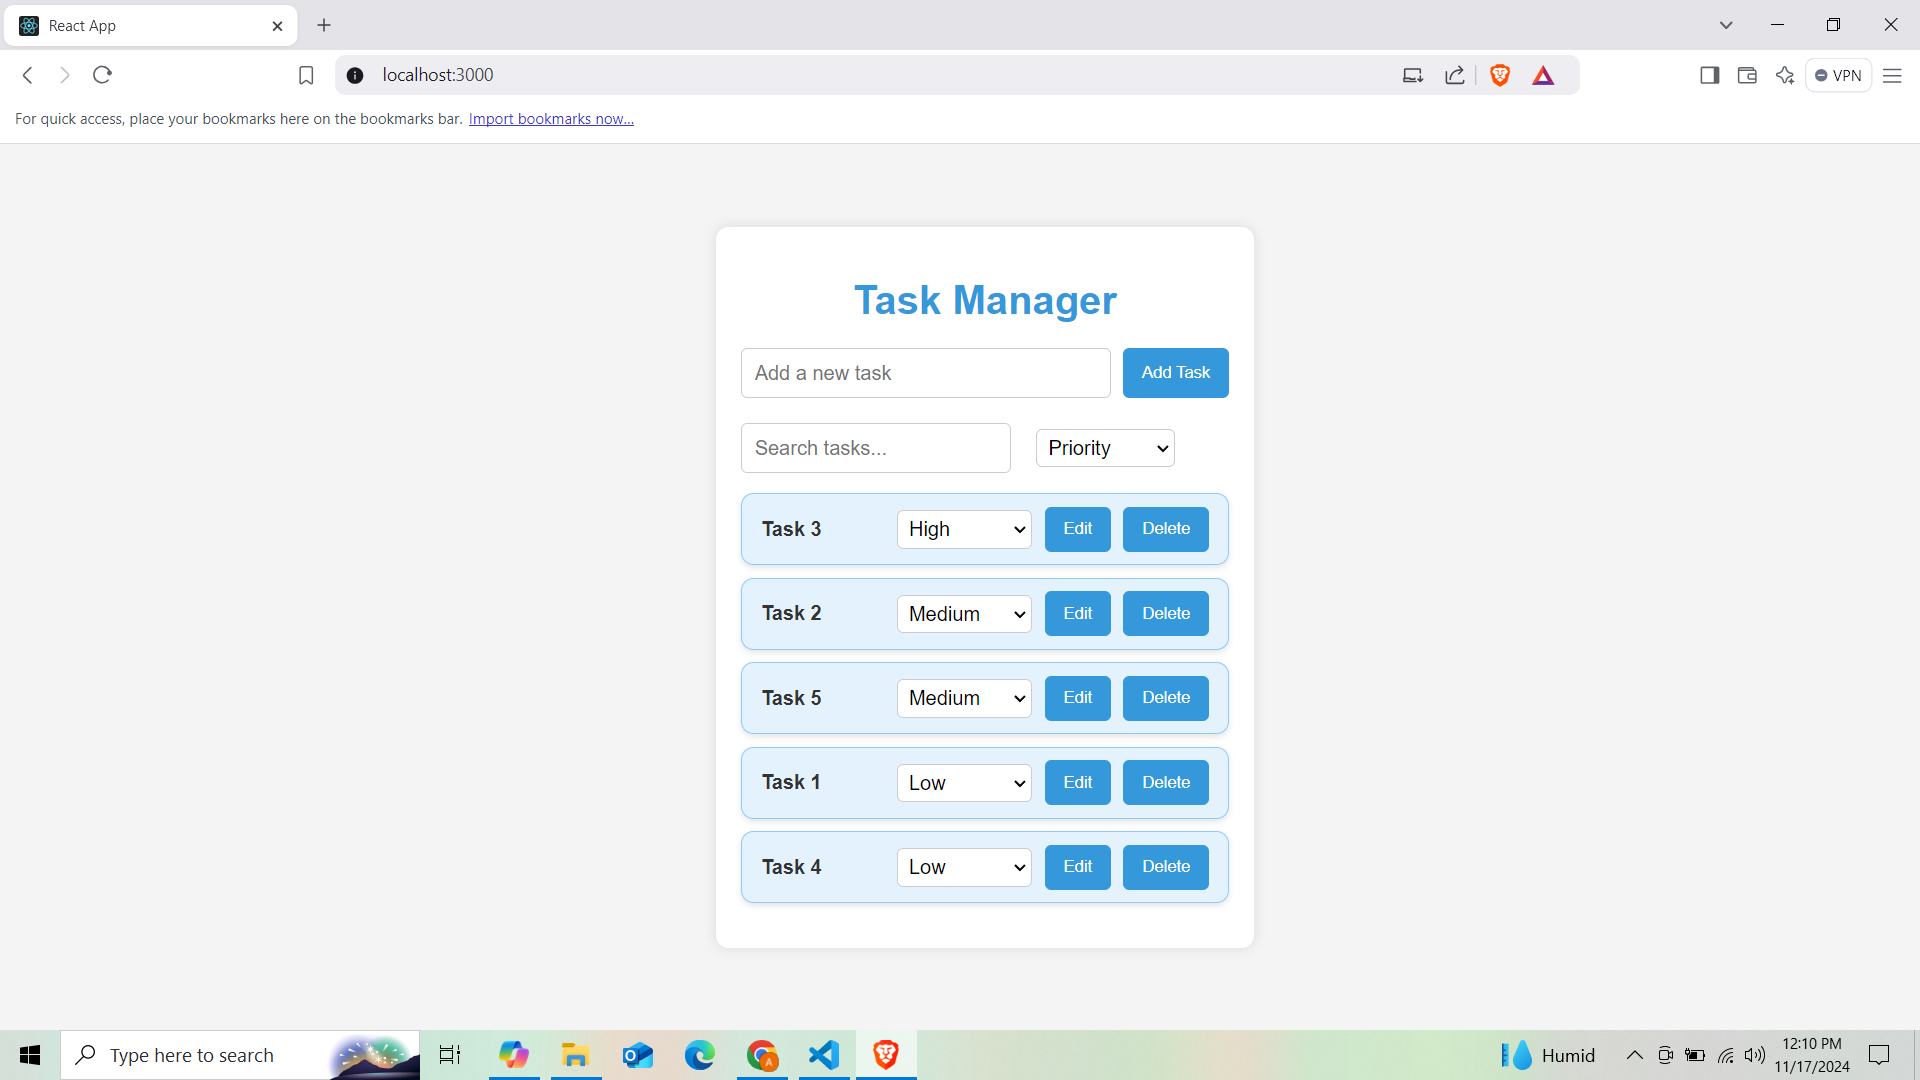 React App
localhost:3000
VPN
For quick access, place your bookmarks here on the bookmarks bar. Import bookmarks now...
Task Manager
Add a new task
Add Task
Search tasks...
Priority
Task 3 High Edit Delete
Task 2 Medium Edit Delete
Task 5 Medium Edit Delete
Task 1 Low Edit Delete
Task 4 Low Edit Delete
Type here to search
A
Humid
12:10 PM
11/17/2024